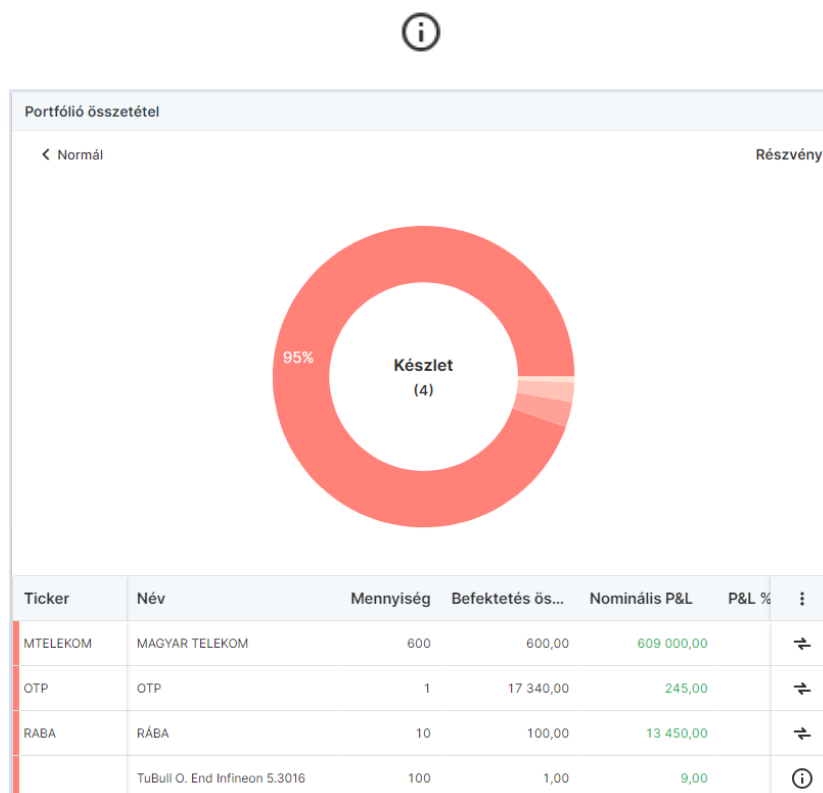 Portfólió összetétel
Normál Részvény
95%
Készlet
(4)
Ticker Név Mennyiség Befektetés ös... Nominális P&L P&L %
MTELEKOM MAGYAR TELEKOM 600 600,00 609 000,00
OTP OTP 1 17 340,00 245,00
RABA RÁBA 10 100,00 13 450,00
TuBull O. End Infineon 5.3016 100 1,00 9,00